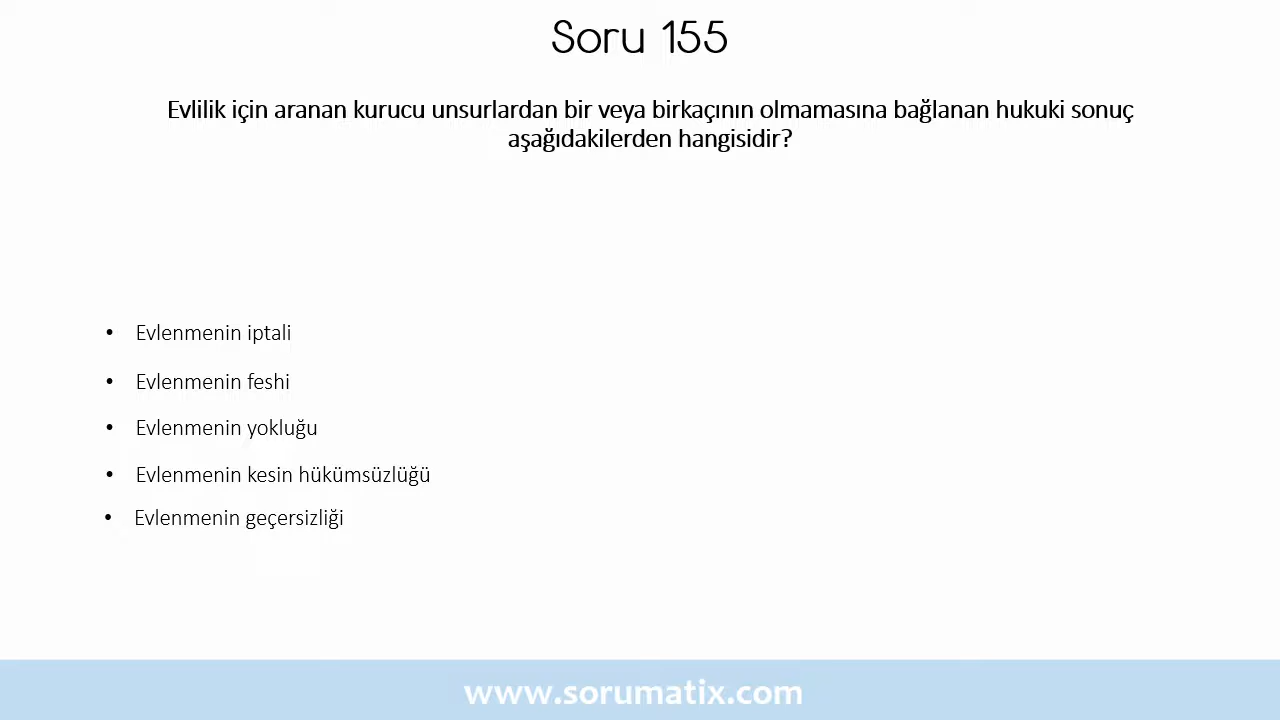 Soru 155
Evlilik için aranan kurucu unsurlardan bir veya birkaçının olmamasına bağlanan hukuki sonuç
aşağıdakilerden hangisidir?
• Evlenmenin iptali
• Evlenmenin feshi
• Evlenmenin yokluğu
• Evlenmenin kesin hükümsüzlüğü
• Evlenmenin geçersizliği
www.sorumatix.com